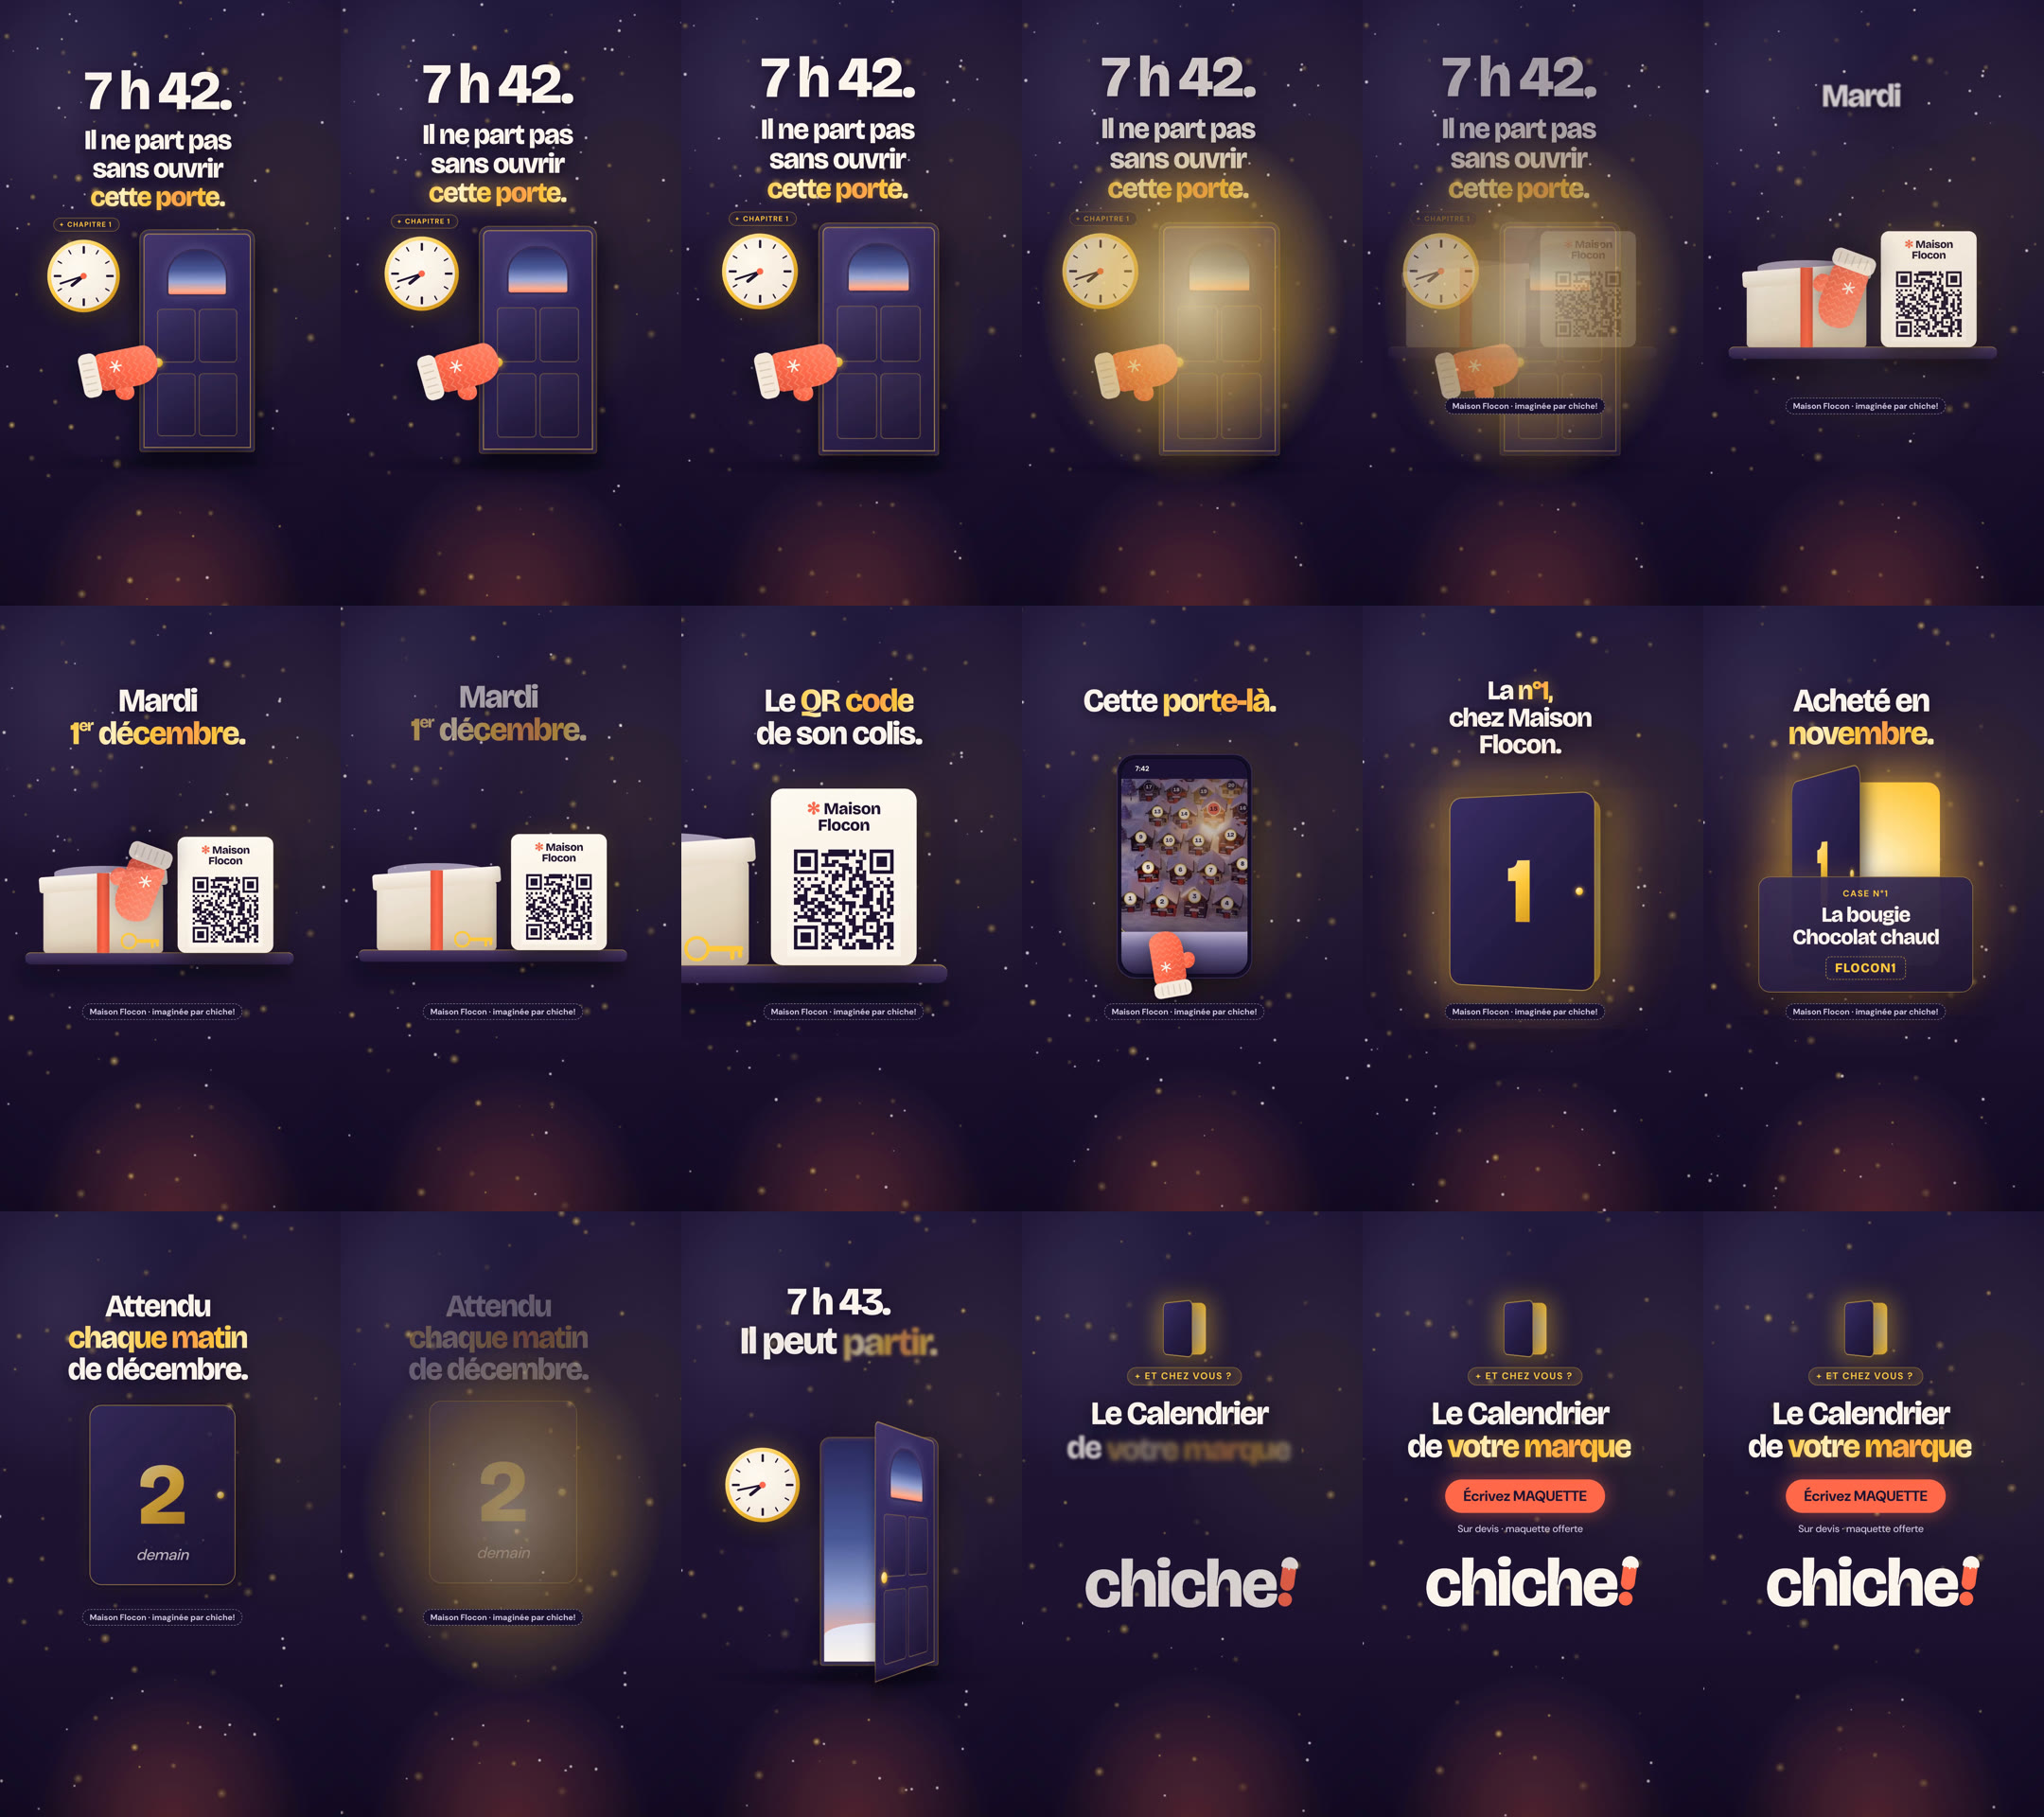 7 h 42.
Il ne part pas
sans ouvrir
cette porte.
+ CHAPITRE 1
7 h 42.
Il ne part pas
sans ouvrir
cette porte.
+ CHAPITRE 1
7 h 42.
Il ne part pas
sans ouvrir
cette porte.
+ CHAPITRE 1
7 h 42.
Il ne part pas
sans ouvrir
cette porte.
+ CHAPITRE 1
7 h 42.
Il ne part pas
sans ouvrir
cette porte.
+ CHAPITRE 1
Maison
Flocon
Maison Flocon · imaginée par chiche!
Mardi
Maison
Flocon
Maison Flocon · imaginée par chiche!
Mardi
1er décembre.
Maison
Flocon
Maison Flocon · imaginée par chiche!
Mardi
1er décembre.
Maison
Flocon
Maison Flocon · imaginée par chiche!
Le QR code
de son colis.
Maison
Flocon
Maison Flocon · imaginée par chiche!
Cette porte-là.
7:42
Maison Flocon · imaginée par chiche!
La n°1,
chez Maison
Flocon.
1
Maison Flocon · imaginée par chiche!
Acheté en
novembre.
1
CASE N°1
La bougie
Chocolat chaud
FLOCON1
Maison Flocon · imaginée par chiche!
Attendu
chaque matin
de décembre.
2
demain
Maison Flocon · imaginée par chiche!
Attendu
chaque matin
de décembre.
2
demain
Maison Flocon · imaginée par chiche!
7 h 43.
Il peut partir.
+ ET CHEZ VOUS ?
Le Calendrier
de votre marque
chiche!
+ ET CHEZ VOUS ?
Le Calendrier
de votre marque
Écrivez MAQUETTE
Sur devis · maquette offerte
chiche!
+ ET CHEZ VOUS ?
Le Calendrier
de votre marque
Écrivez MAQUETTE
Sur devis · maquette offerte
chiche!